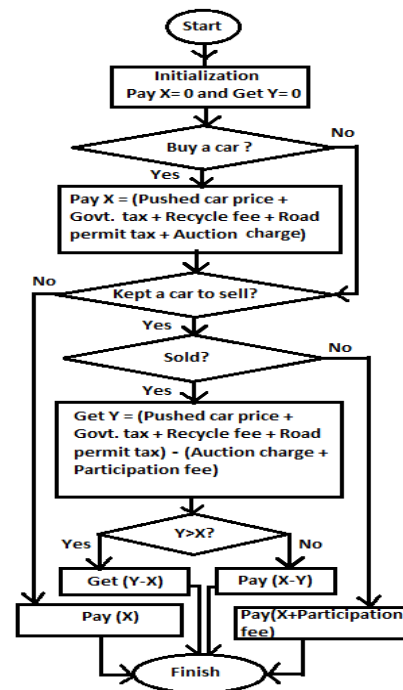 Start
Initialization
Pay X= 0 and Get Y= 0
No
Buy a car ?
Yes
Pay X = (Pushed car price +
Govt. tax + Recycle fee + Road
permit tax + Auction charge)
No
Kept a car to sell?
Yes
No
Sold?
Yes
Get Y = (Pushed car price +
Govt. tax + Recycle fee + Road
permit tax) - (Auction charge +
Participation fee)
Y>X?
Yes
No
Get (Y-X)
Pay (X-Y)
Pay (X)
Pay(X+Participation
fee)
Finish